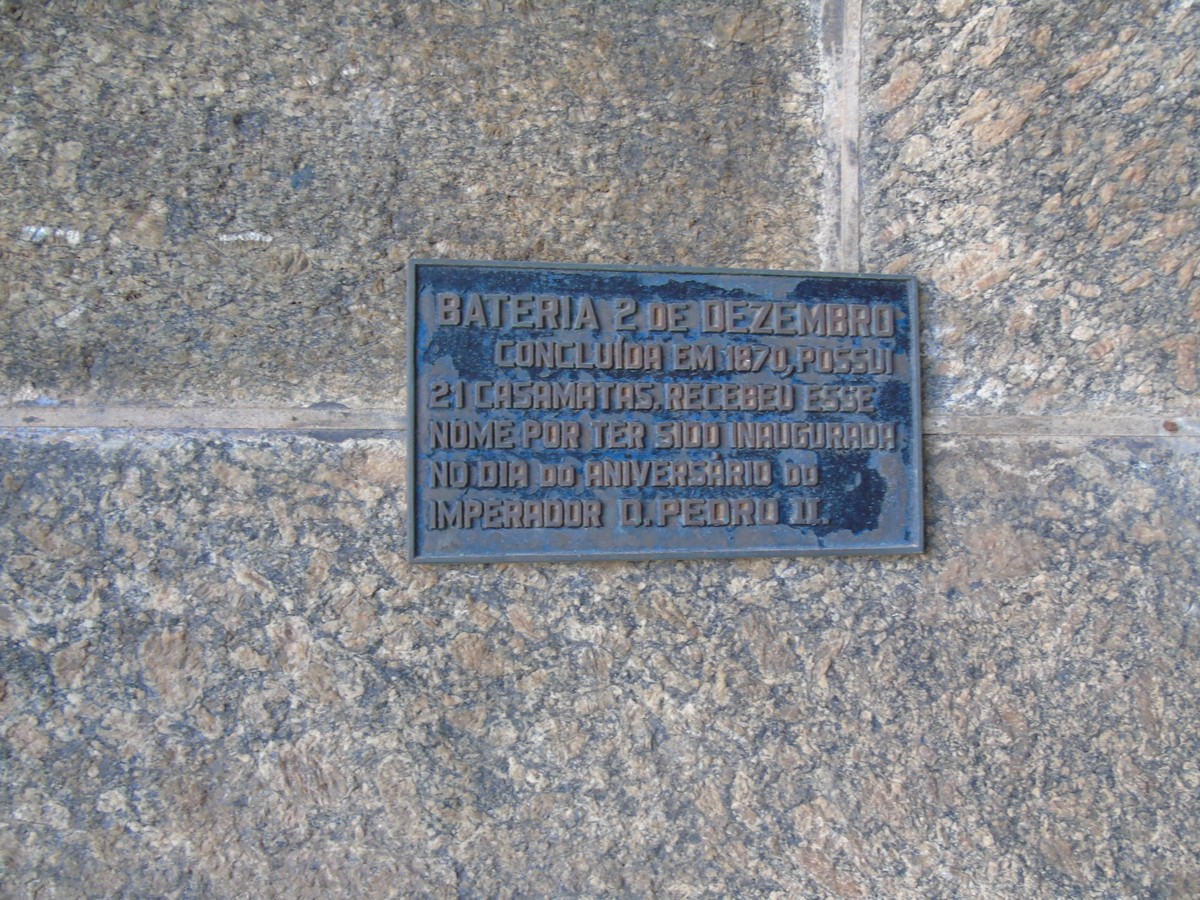 BATERIA 2 DE DEZEMBRO
CONCLUÍDA EM 1870, POSSUI
21 CASAMATAS. RECEBEU ESSE
NOME POR TER SIDO INAUGURADA
NO DIA do ANIVERSÁRIO do
IMPERADOR D. PEDRO II.